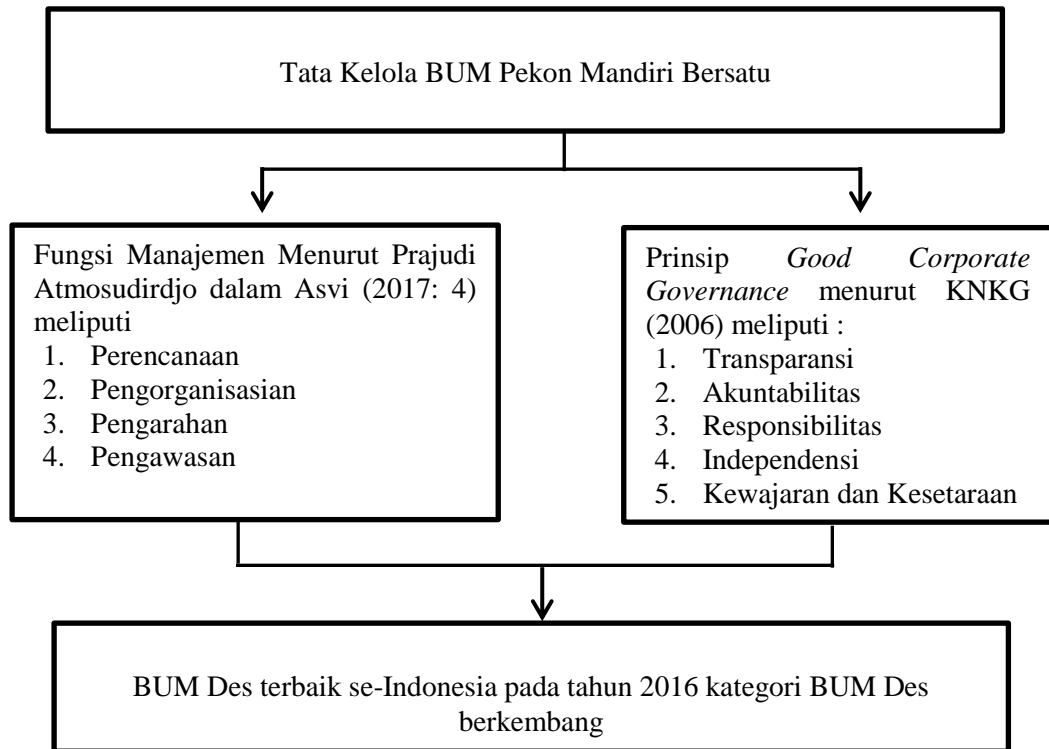 Tata Kelola BUM Pekon Mandiri Bersatu
Fungsi Manajemen Menurut Prajudi
Atmosudirdjo dalam Asvi (2017: 4)
meliputi
1. Perencanaan
2. Pengorganisasian
3. Pengarahan
4. Pengawasan
Prinsip Good Corporate
Governance menurut KNKG
(2006) meliputi :
1. Transparansi
2. Akuntabilitas
3. Responsibilitas
4. Independensi
5. Kewajaran dan Kesetaraan
BUM Des terbaik se-Indonesia pada tahun 2016 kategori BUM Des
berkembang